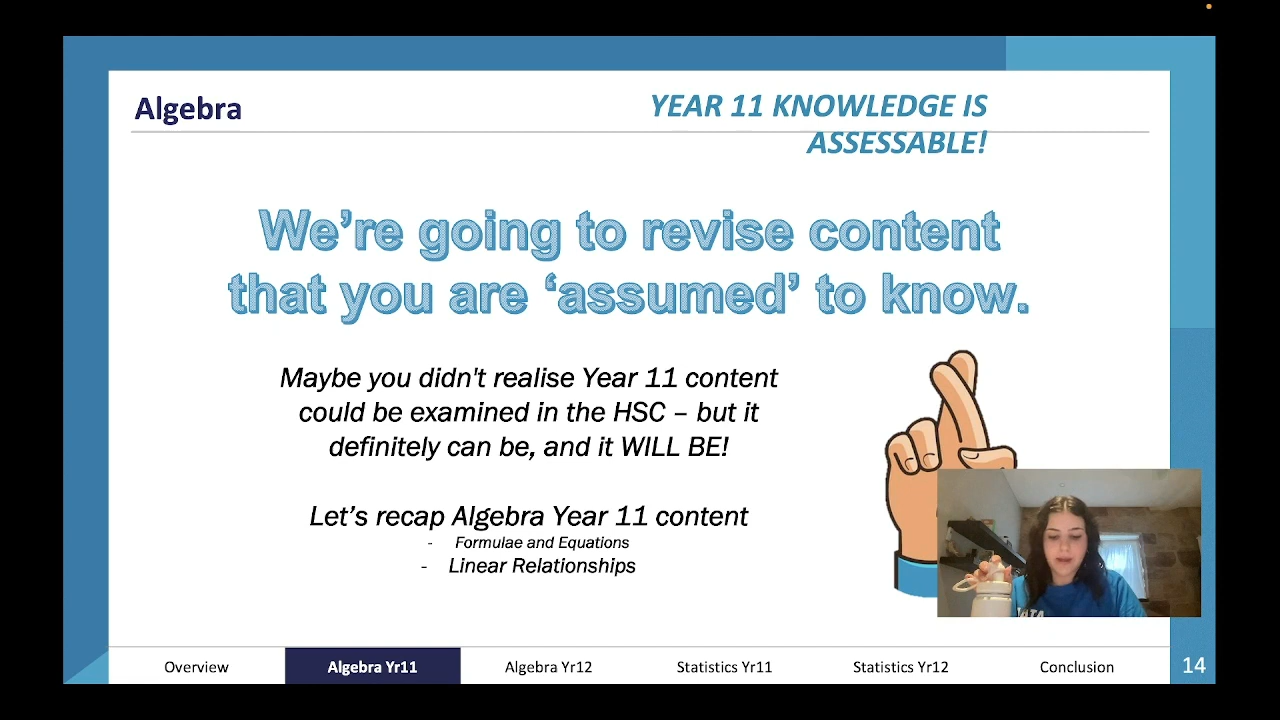 Algebra
YEAR 11 KNOWLEDGE IS
ASSESSABLE!
We’re going to revise content
that you are ‘assumed’ to know.
Maybe you didn't realise Year 11 content
could be examined in the HSC – but it
definitely can be, and it WILL BE!
Let’s recap Algebra Year 11 content
- Formulae and Equations
- Linear Relationships
Overview
Algebra Yr11
Algebra Yr12
Statistics Yr11
Statistics Yr12
Conclusion
14